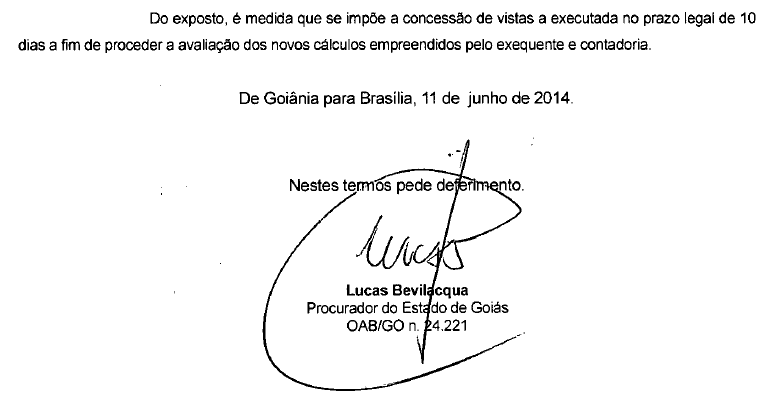 Do exposto, é medida que se impõe a concessão de vistas a executada no prazo legal de 10
dias a fim de proceder a avaliação dos novos cálculos empreendidos pelo exequente e contadoria.
De Goiânia para Brasília, 11 de junho de 2014.
Nestes termos pede deferimento.
Lucas
Lucas Bevilacqua
Procurador do Estado de Goiás
OAB/GO n. 24.221